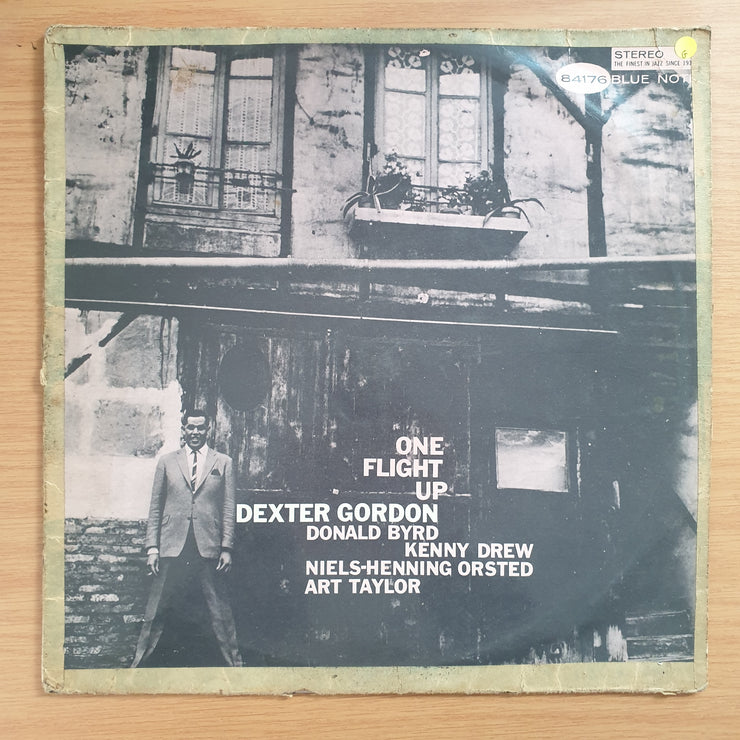 STEREO
THE FINEST IN JAZZ SINCE
84176 BLUE NOT
ONE
FLIGHT
UP
DEXTER GORDON
DONALD BYRD
KENNY DREW
NIELS-HENNING ORSTED
ART TAYLOR